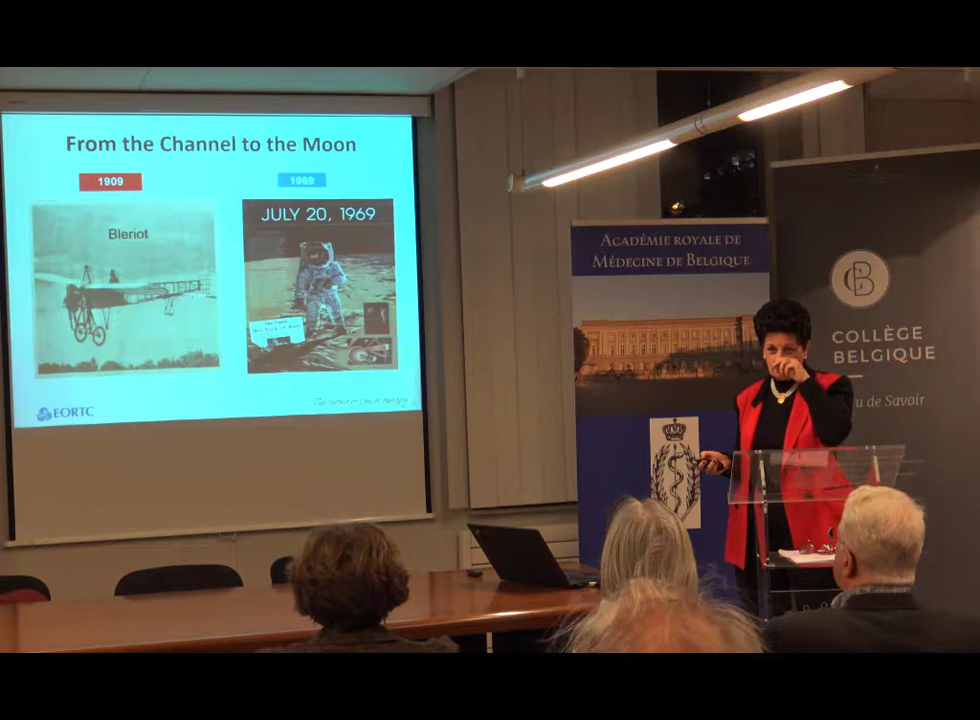 From the Channel to the Moon
1909
1969
Bleriot
JULY 20, 1969
EORTC
ACADÉMIE ROYALE DE
MÉDECINE DE BELGIQUE
COLLÈGE
BELGIQUE
u de Savoir